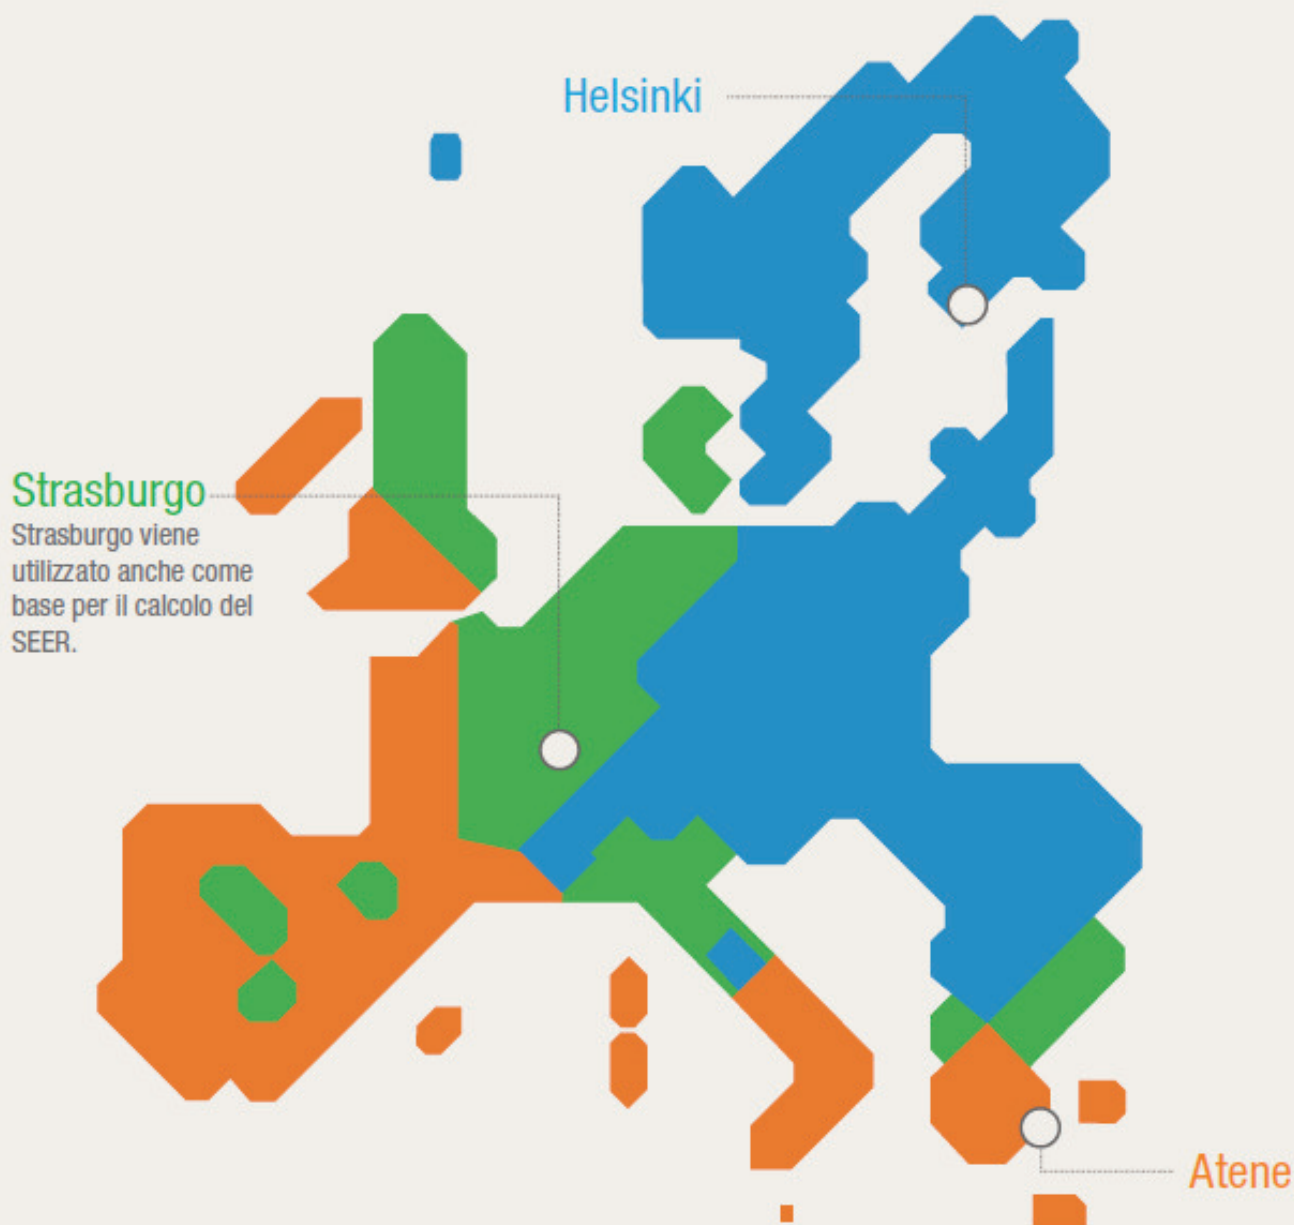 Helsinki
Strasburgo
Strasburgo viene
utilizzato anche come
base per il calcolo del
SEER.
Atene